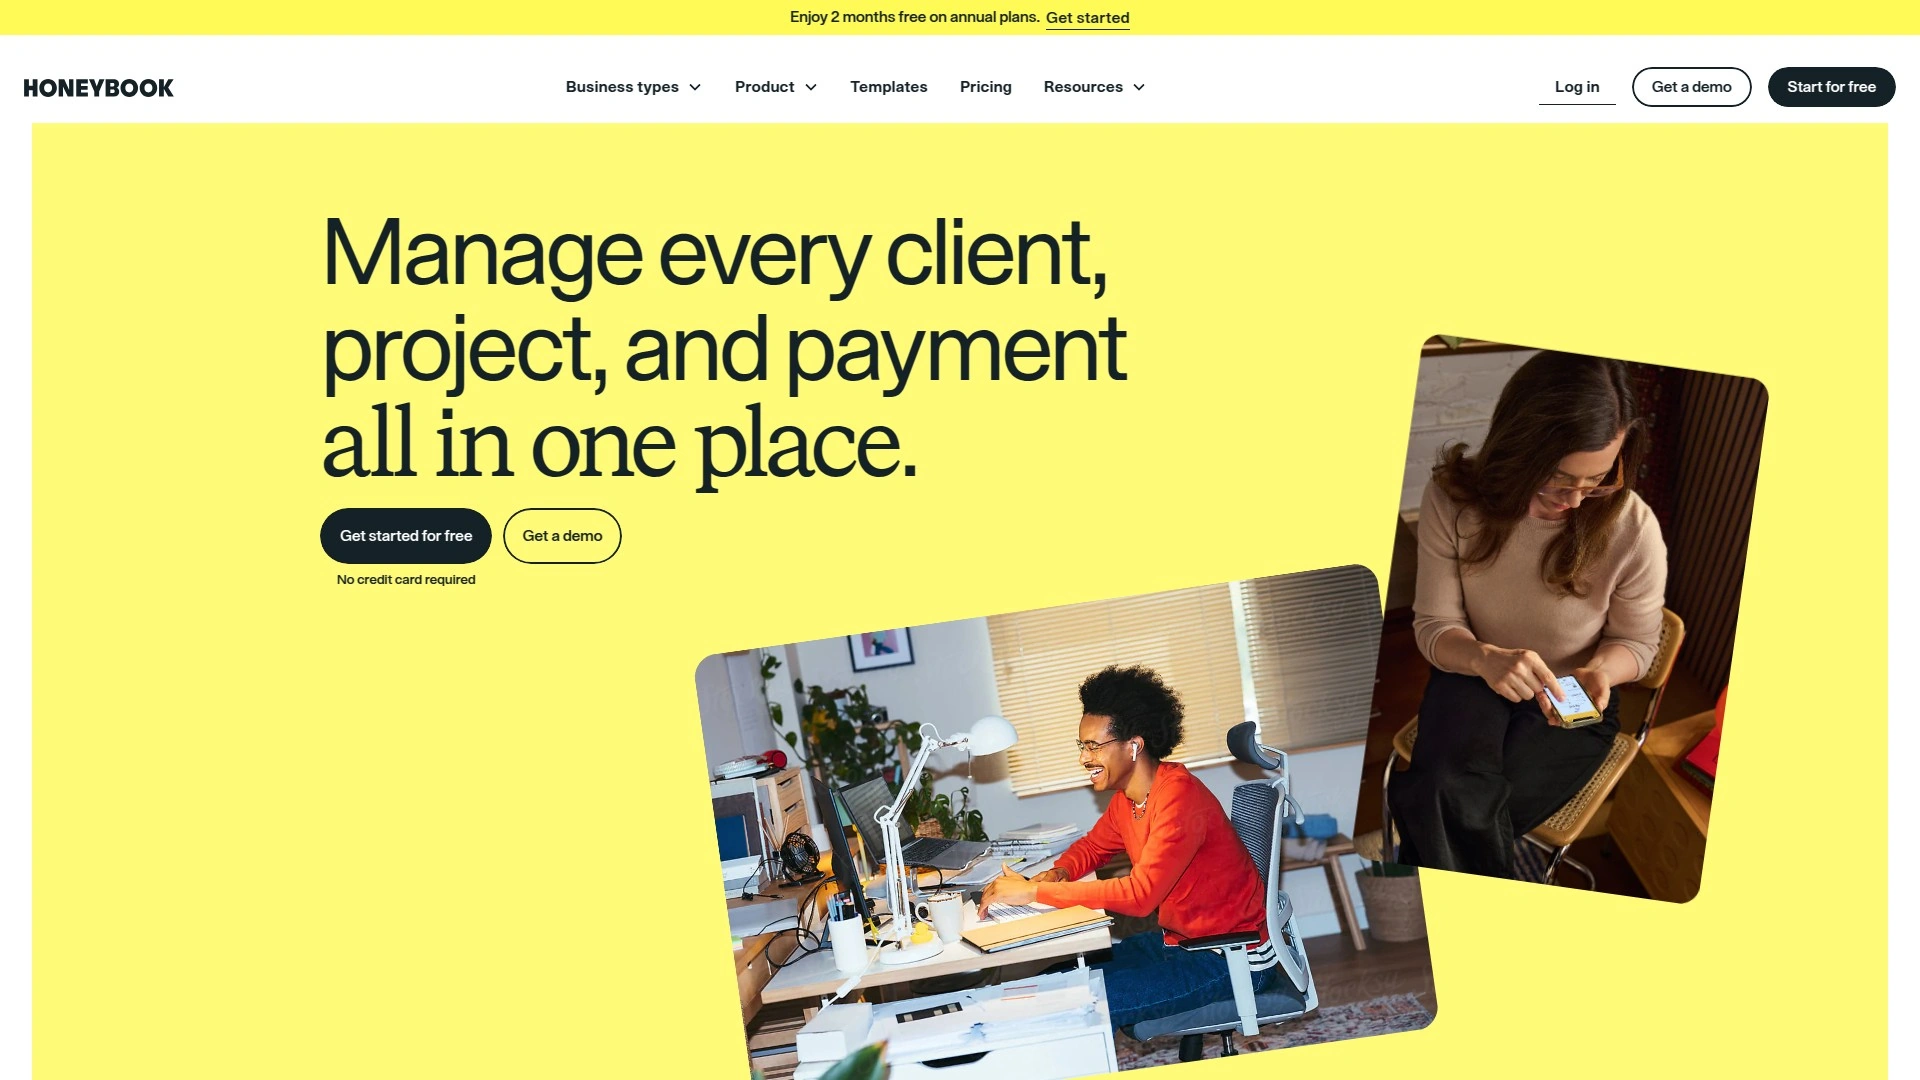 Enjoy 2 months free on annual plans. Get started
HONEYBOOK
Business types
Product
Templates
Pricing
Resources
Log in
Get a demo
Start for free
Manage every client,
project, and payment
all in one place.
Get started for free
Get a demo
No credit card required